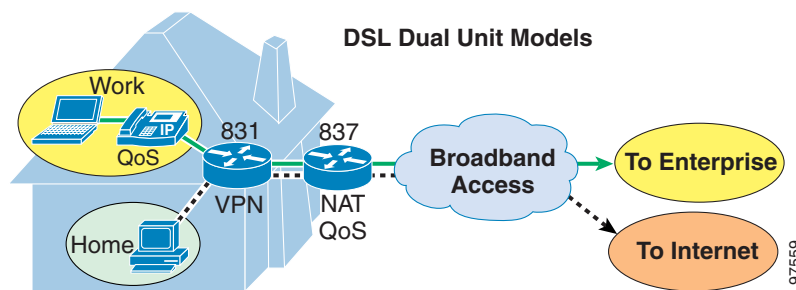 DSL Dual Unit Models
Work
IP
QoS
831
VPN
837
NAT
QoS
Home
Broadband
Access
To Enterprise
To Internet
97559